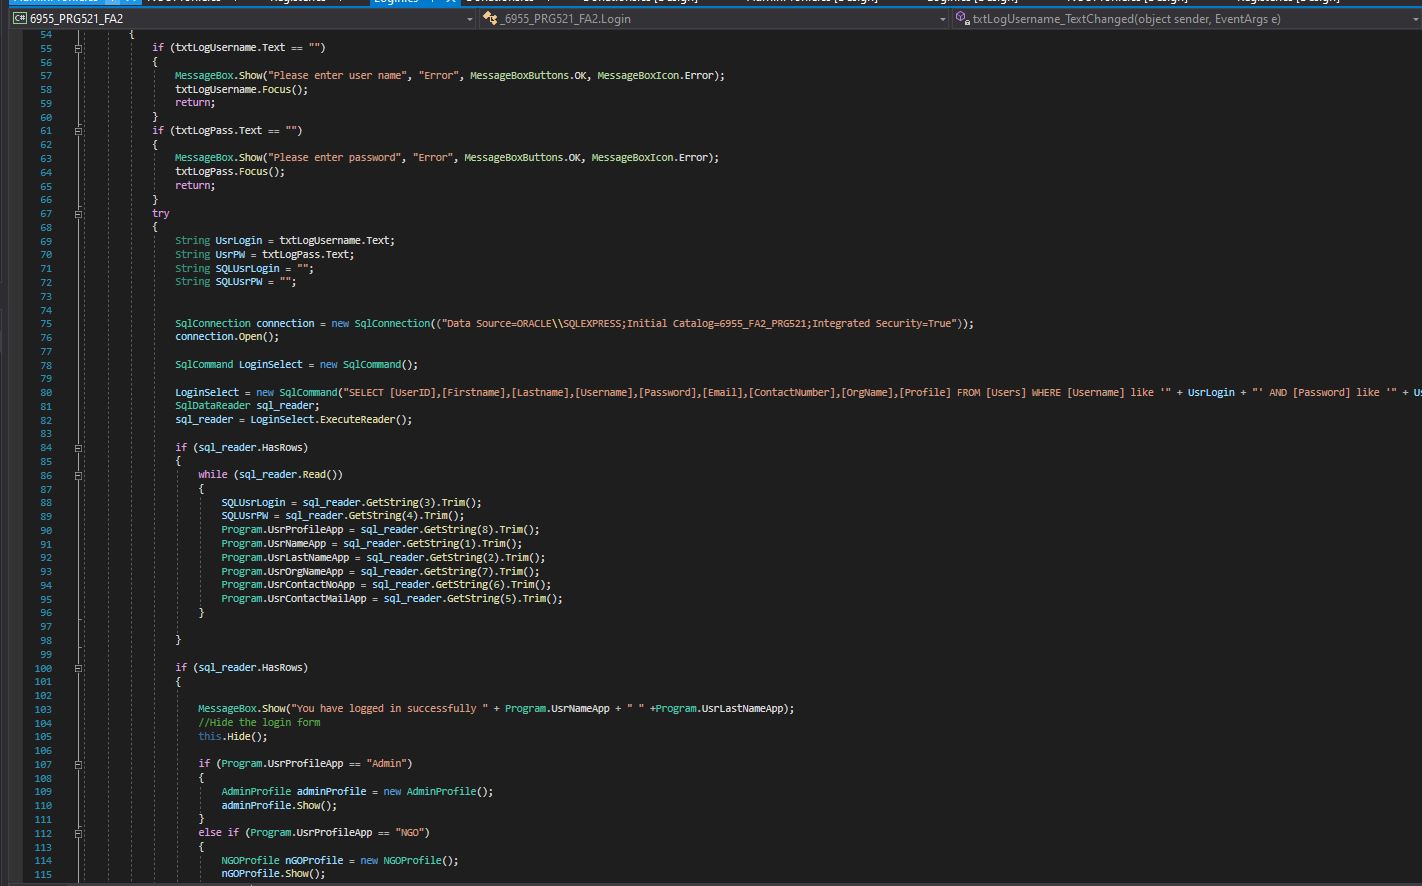 6955_PRG521_FA2
_6955_PRG521_FA2.Login
txtLogUsername_TextChanged(object sender, EventArgs e)
54 {
55 if (txtLogUsername.Text == "")
56 {
57 MessageBox.Show("Please enter user name", "Error", MessageBoxButtons.OK, MessageBoxIcon.Error);
58 txtLogUsername.Focus();
59 return;
60 }
61 if (txtLogPass.Text == "")
62 {
63 MessageBox.Show("Please enter password", "Error", MessageBoxButtons.OK, MessageBoxIcon.Error);
64 txtLogPass.Focus();
65 return;
66 }
67 try
68 {
69 String UsrLogin = txtLogUsername.Text;
70 String UsrPW = txtLogPass.Text;
71 String SQLUsrLogin = "";
72 String SQLUsrPW = "";
73
74
75 SqlConnection connection = new SqlConnection(("Data Source=ORACLE\\SQLEXPRESS;Initial Catalog=6955_FA2_PRG521;Integrated Security=True"));
76 connection.Open();
77
78 SqlCommand LoginSelect = new SqlCommand();
79
80 LoginSelect = new SqlCommand("SELECT [UserID],[Firstname],[Lastname],[Username],[Password],[Email],[ContactNumber],[OrgName],[Profile] FROM [Users] WHERE [Username] like '" + UsrLogin + "' AND [Password] like '" + Us
81 SqlDataReader sql_reader;
82 sql_reader = LoginSelect.ExecuteReader();
83
84 if (sql_reader.HasRows)
85 {
86 while (sql_reader.Read())
87 {
88 SQLUsrLogin = sql_reader.GetString(3).Trim();
89 SQLUsrPW = sql_reader.GetString(4).Trim();
90 Program.UsrProfileApp = sql_reader.GetString(8).Trim();
91 Program.UsrNameApp = sql_reader.GetString(1).Trim();
92 Program.UsrLastNameApp = sql_reader.GetString(2).Trim();
93 Program.UsrOrgNameApp = sql_reader.GetString(7).Trim();
94 Program.UsrContactNoApp = sql_reader.GetString(6).Trim();
95 Program.UsrContactMailApp = sql_reader.GetString(5).Trim();
96 }
97
98 }
99
100 if (sql_reader.HasRows)
101 {
102
103 MessageBox.Show("You have logged in successfully " + Program.UsrNameApp + " " +Program.UsrLastNameApp);
104 //Hide the login form
105 this.Hide();
106
107 if (Program.UsrProfileApp == "Admin")
108 {
109 AdminProfile adminProfile = new AdminProfile();
110 adminProfile.Show();
111 }
112 else if (Program.UsrProfileApp == "NGO")
113 {
114 NGOProfile nGOProfile = new NGOProfile();
115 nGOProfile.Show();